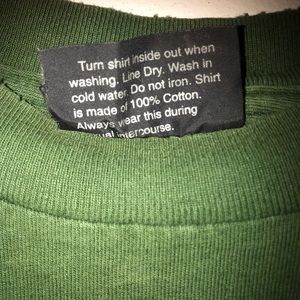 Turn shirt inside out when
washing. Line Dry. Wash in
cold water. Do not iron. Shirt
is made of 100% Cotton.
Always wear this during
intercourse.